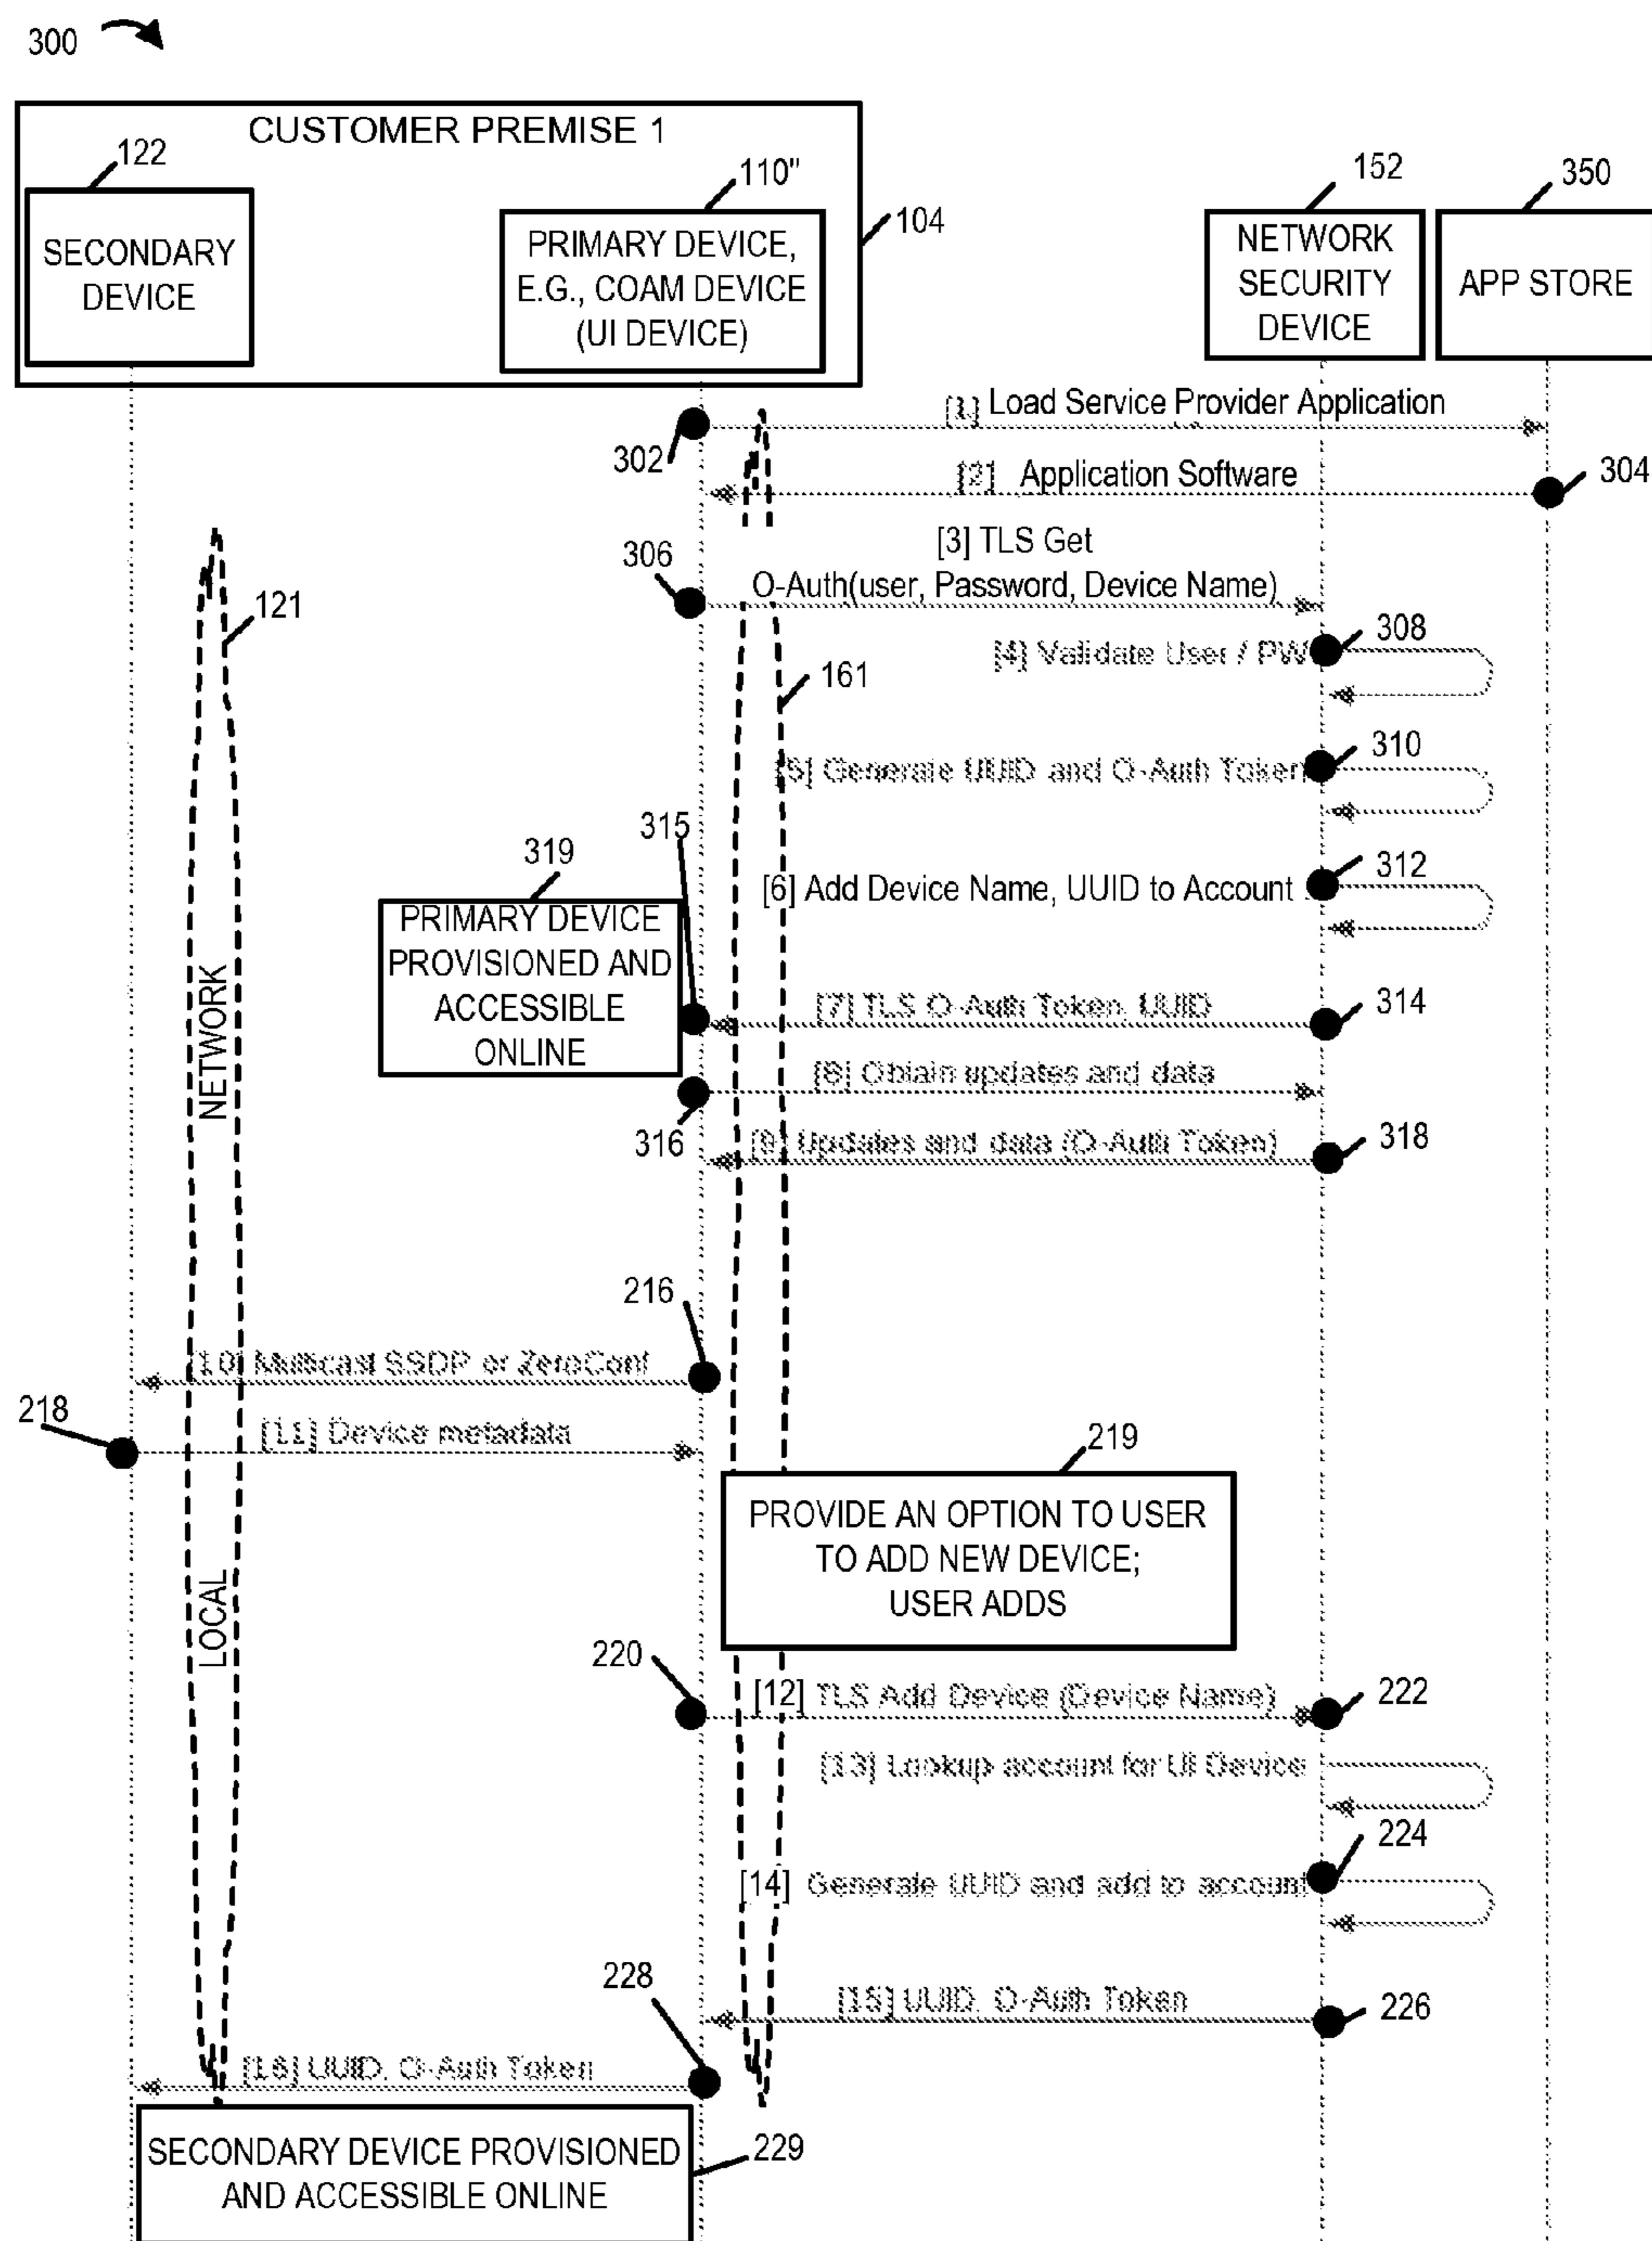 300
CUSTOMER PREMISE 1
122
110"
152
350
104
SECONDARY
DEVICE
PRIMARY DEVICE,
E.G., COAM DEVICE
(UI DEVICE)
NETWORK
SECURITY
DEVICE
APP STORE
[1] Load Service Provider Application
302
[2] Application Software
304
[3] TLS Get
306
O-Auth(user, Password, Device Name)
121
308
[4] Validate User / PW
161
310
[5] Generate UUID and O-Auth Token
315
319
312
[6] Add Device Name, UUID to Account
PRIMARY DEVICE
PROVISIONED AND
ACCESSIBLE
ONLINE
[7] TLS O-Auth Token, UUID
314
[8] Obtain updates and data
316
[9] Updates and data (O-Auth Token)
318
LOCAL NETWORK
216
[10] Multicast SSDP or ZeroConf
218
[11] Device metadata
219
PROVIDE AN OPTION TO USER
TO ADD NEW DEVICE;
USER ADDS
220
[12] TLS Add Device (Device Name)
222
[13] Lookup account for UI Device
224
[14] Generate UUID and add to account
228
[15] UUID, O-Auth Token
226
[16] UUID, O-Auth Token
SECONDARY DEVICE PROVISIONED
AND ACCESSIBLE ONLINE
229